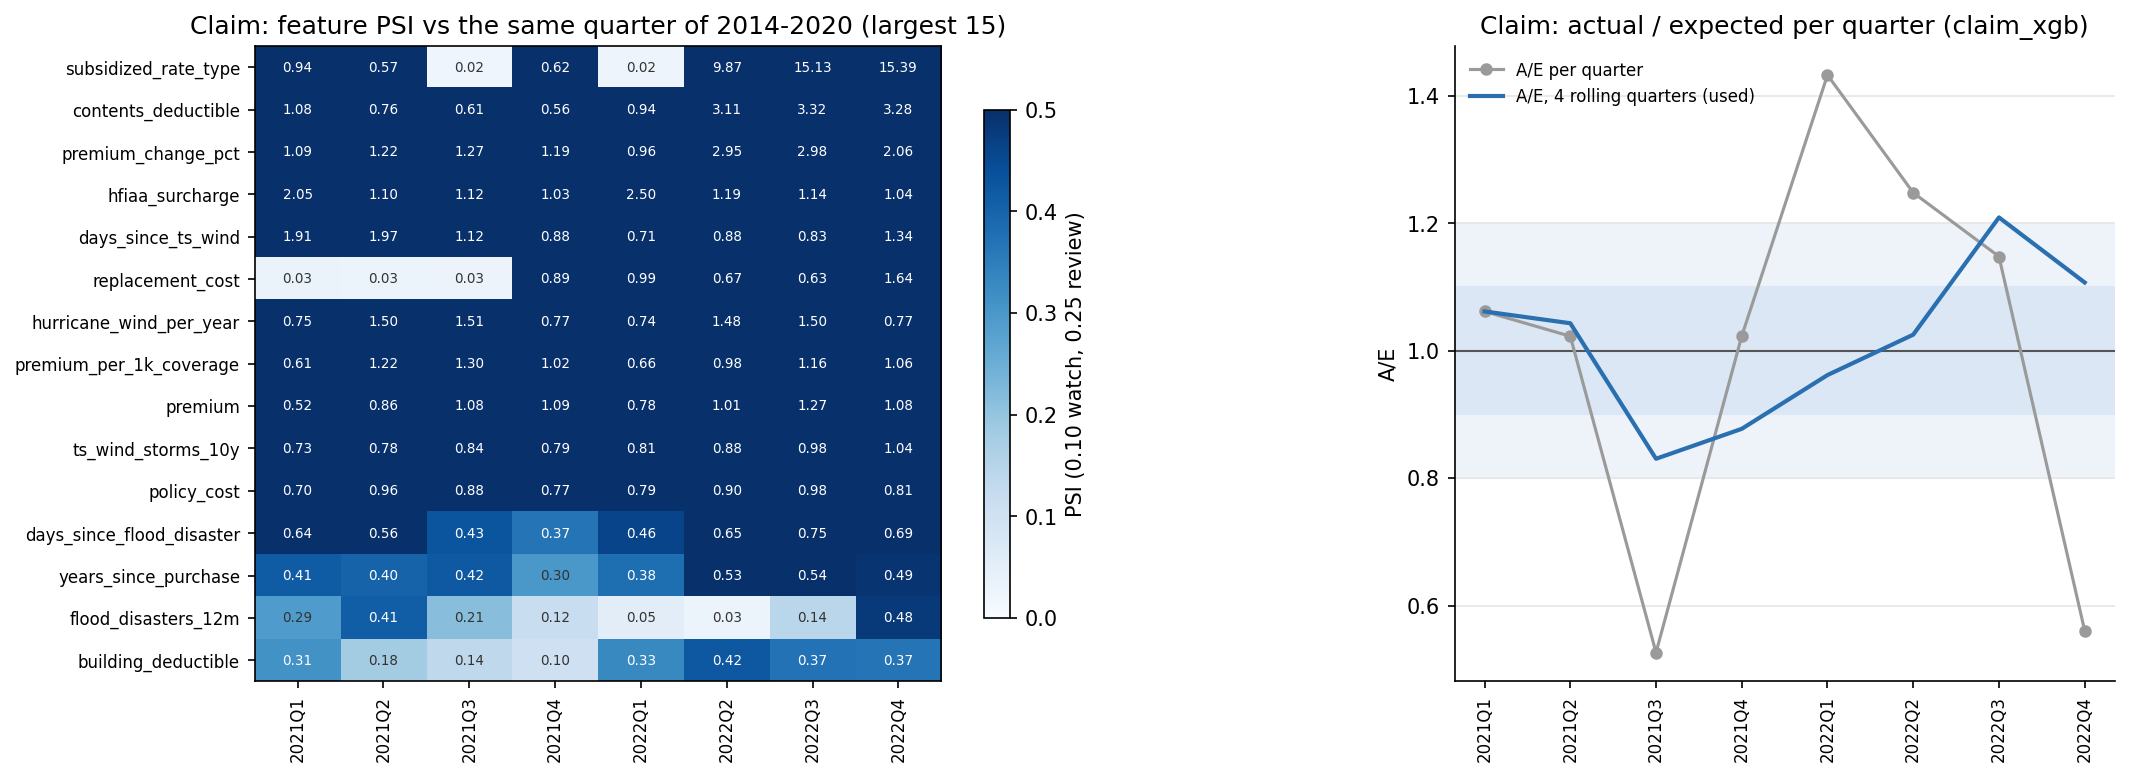 Claim: feature PSI vs the same quarter of 2014-2020 (largest 15)
subsidized_rate_type 0.94 0.57 0.02 0.62 0.02 9.87 15.13 15.39
contents_deductible 1.08 0.76 0.61 0.56 0.94 3.11 3.32 3.28
premium_change_pct 1.09 1.22 1.27 1.19 0.96 2.95 2.98 2.06
hfiaa_surcharge 2.05 1.10 1.12 1.03 2.50 1.19 1.14 1.04
days_since_ts_wind 1.91 1.97 1.12 0.88 0.71 0.88 0.83 1.34
replacement_cost 0.03 0.03 0.03 0.89 0.99 0.67 0.63 1.64
hurricane_wind_per_year 0.75 1.50 1.51 0.77 0.74 1.48 1.50 0.77
premium_per_1k_coverage 0.61 1.22 1.30 1.02 0.66 0.98 1.16 1.06
premium 0.52 0.86 1.08 1.09 0.78 1.01 1.27 1.08
ts_wind_storms_10y 0.73 0.78 0.84 0.79 0.81 0.88 0.98 1.04
policy_cost 0.70 0.96 0.88 0.77 0.79 0.90 0.98 0.81
days_since_flood_disaster 0.64 0.56 0.43 0.37 0.46 0.65 0.75 0.69
years_since_purchase 0.41 0.40 0.42 0.30 0.38 0.53 0.54 0.49
flood_disasters_12m 0.29 0.41 0.21 0.12 0.05 0.03 0.14 0.48
building_deductible 0.31 0.18 0.14 0.10 0.33 0.42 0.37 0.37
2021Q1 2021Q2 2021Q3 2021Q4 2022Q1 2022Q2 2022Q3 2022Q4
0.5
0.4
0.3
0.2
0.1
0.0
PSI (0.10 watch, 0.25 review)
Claim: actual / expected per quarter (claim_xgb)
A/E per quarter
A/E, 4 rolling quarters (used)
A/E
1.4
1.2
1.0
0.8
0.6
2021Q1 2021Q2 2021Q3 2021Q4 2022Q1 2022Q2 2022Q3 2022Q4